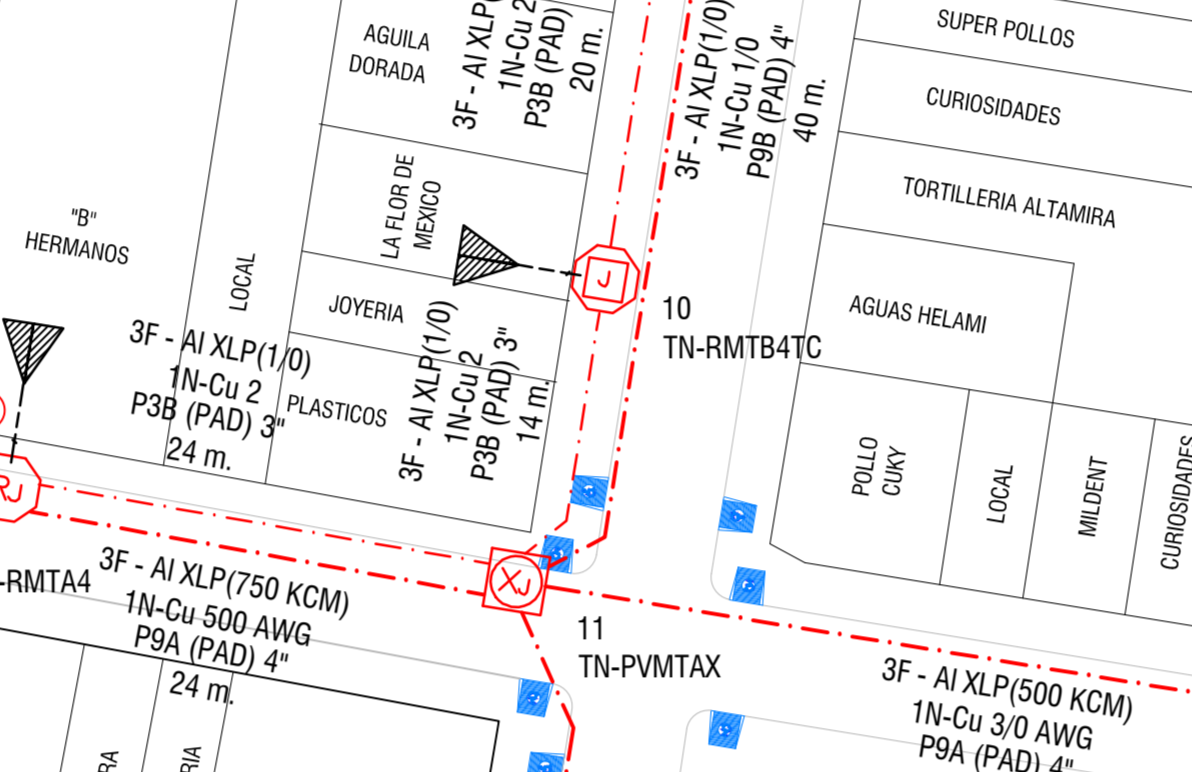 SUPER POLLOS
CURIOSIDADES
TORTILLERIA ALTAMIRA
AGUAS HELAMI
POLLO
CUKY
LOCAL
MILDENT
CURIOSIDADES
AGUILA
DORADA
3F - Al XLP(
1N-Cu 2
P3B (PAD)
20 m.
3F - Al XLP(1/0)
1N-Cu 1/0
P9B (PAD) 4"
40 m.
"B"
HERMANOS
LOCAL
LA FLOR DE
MEXICO
JOYERIA
PLASTICOS
J
10
TN-RMTB4TC
3F - Al XLP(1/0)
1N-Cu 2
P3B (PAD) 3"
24 m.
3F - Al XLP(1/0)
1N-Cu 2
P3B (PAD) 3"
14 m.
RJ
-RMTA4
XJ
11
TN-PVMTAX
3F - Al XLP(750 KCM)
1N-Cu 500 AWG
P9A (PAD) 4"
24 m.
3F - Al XLP(500 KCM)
1N-Cu 3/0 AWG
P9A (PAD) 4"
RA
RIA